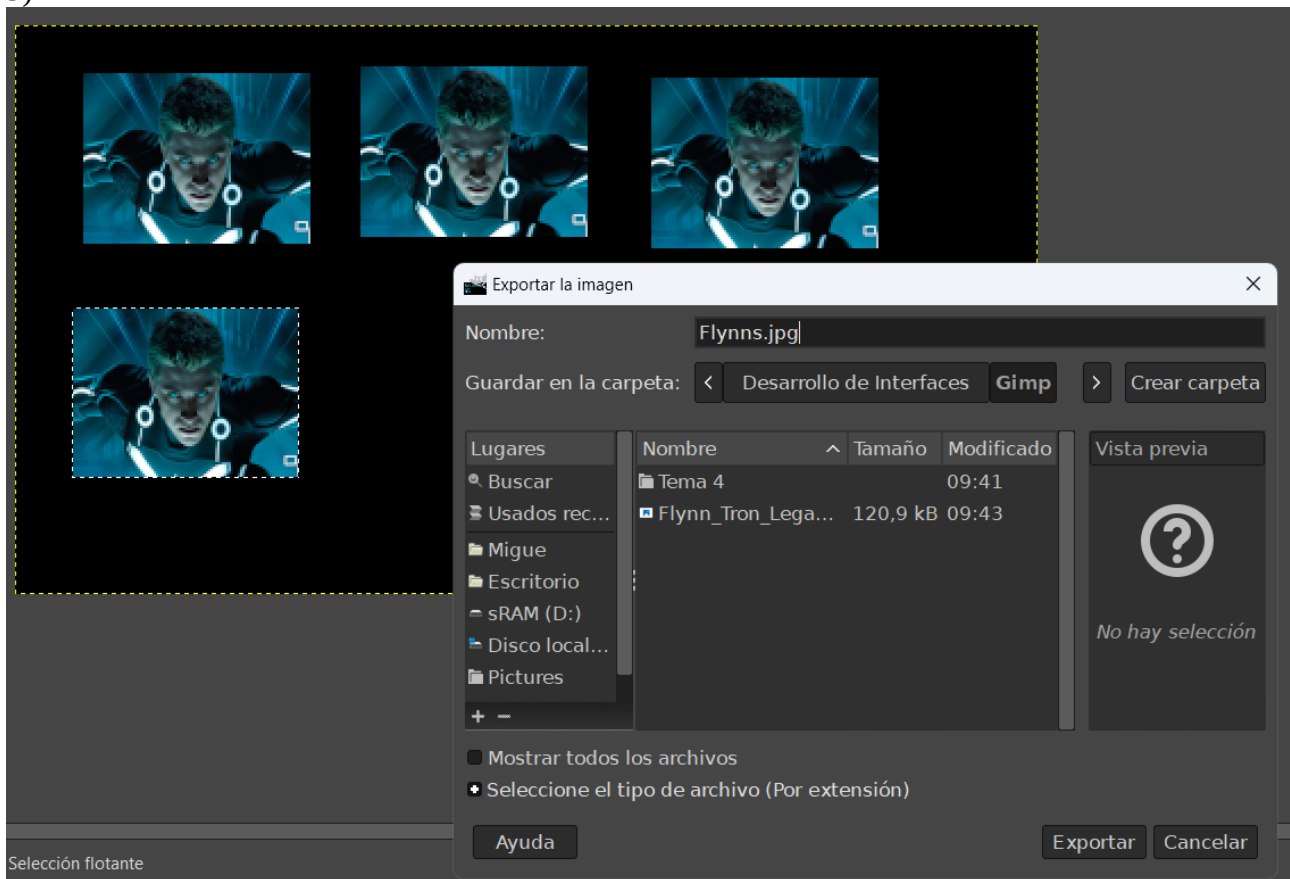 Exportar la imagen
Nombre: Flynns.jpg
Guardar en la carpeta: < Desarrollo de Interfaces Gimp > Crear carpeta
Lugares Nombre Tamaño Modificado Vista previa
Buscar Tema 4 09:41
Usados rec... Flynn_Tron_Lega... 120,9 kB 09:43
Migue
Escritorio
sRAM (D:)
Disco local... No hay selección
Pictures
+ −
Mostrar todos los archivos
Seleccione el tipo de archivo (Por extensión)
Ayuda Exportar Cancelar
Selección flotante